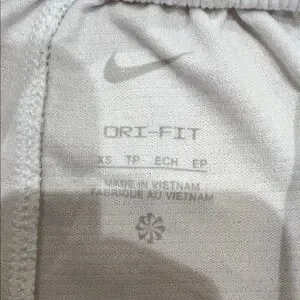 DRI-FIT
XS TP ECH EP
MADE IN VIETNAM
FABRIQUE AU VIETNAM